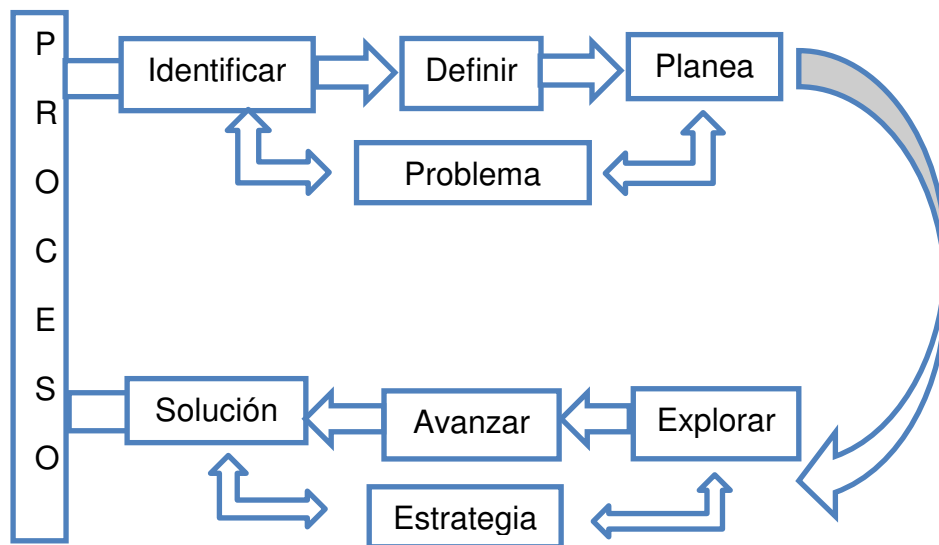 P
R
O
C
E
S
O
Identificar
Definir
Planea
Problema
Solución
Avanzar
Explorar
Estrategia